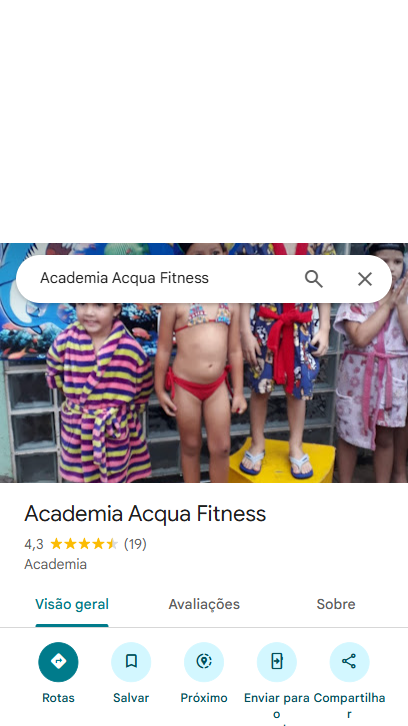 Academia Acqua Fitness
Academia Acqua Fitness
4,3 (19)
Academia
Visão geral Avaliações Sobre
Rotas Salvar Próximo Enviar para o Compartilhar